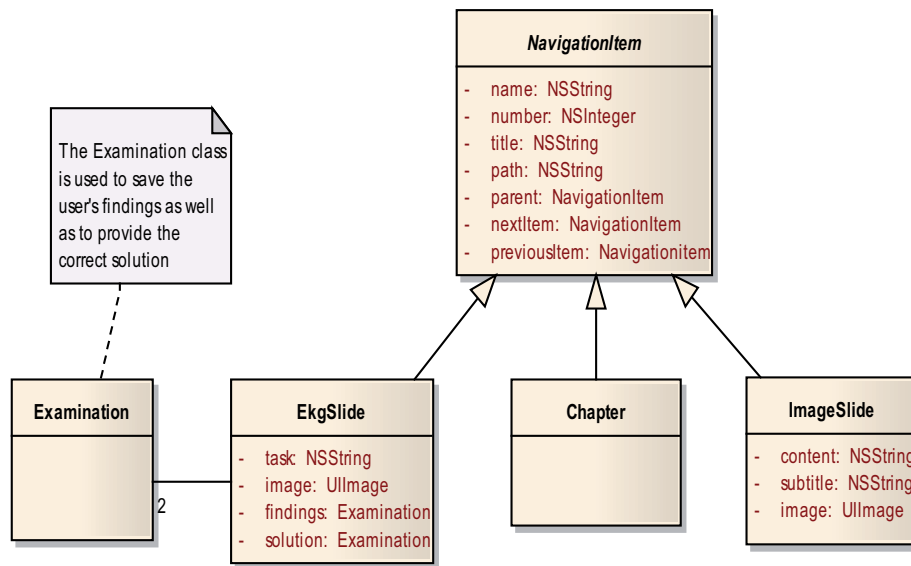 NavigationItem
- name: NSString
- number: NSInteger
- title: NSString
- path: NSString
- parent: NavigationItem
- nextItem: NavigationItem
- previousItem: Navigationitem
The Examination class
is used to save the
user's findings as well
as to provide the
correct solution
Examination
2
EkgSlide
- task: NSString
- image: UIImage
- findings: Examination
- solution: Examination
Chapter
ImageSlide
- content: NSString
- subtitle: NSString
- image: UIImage